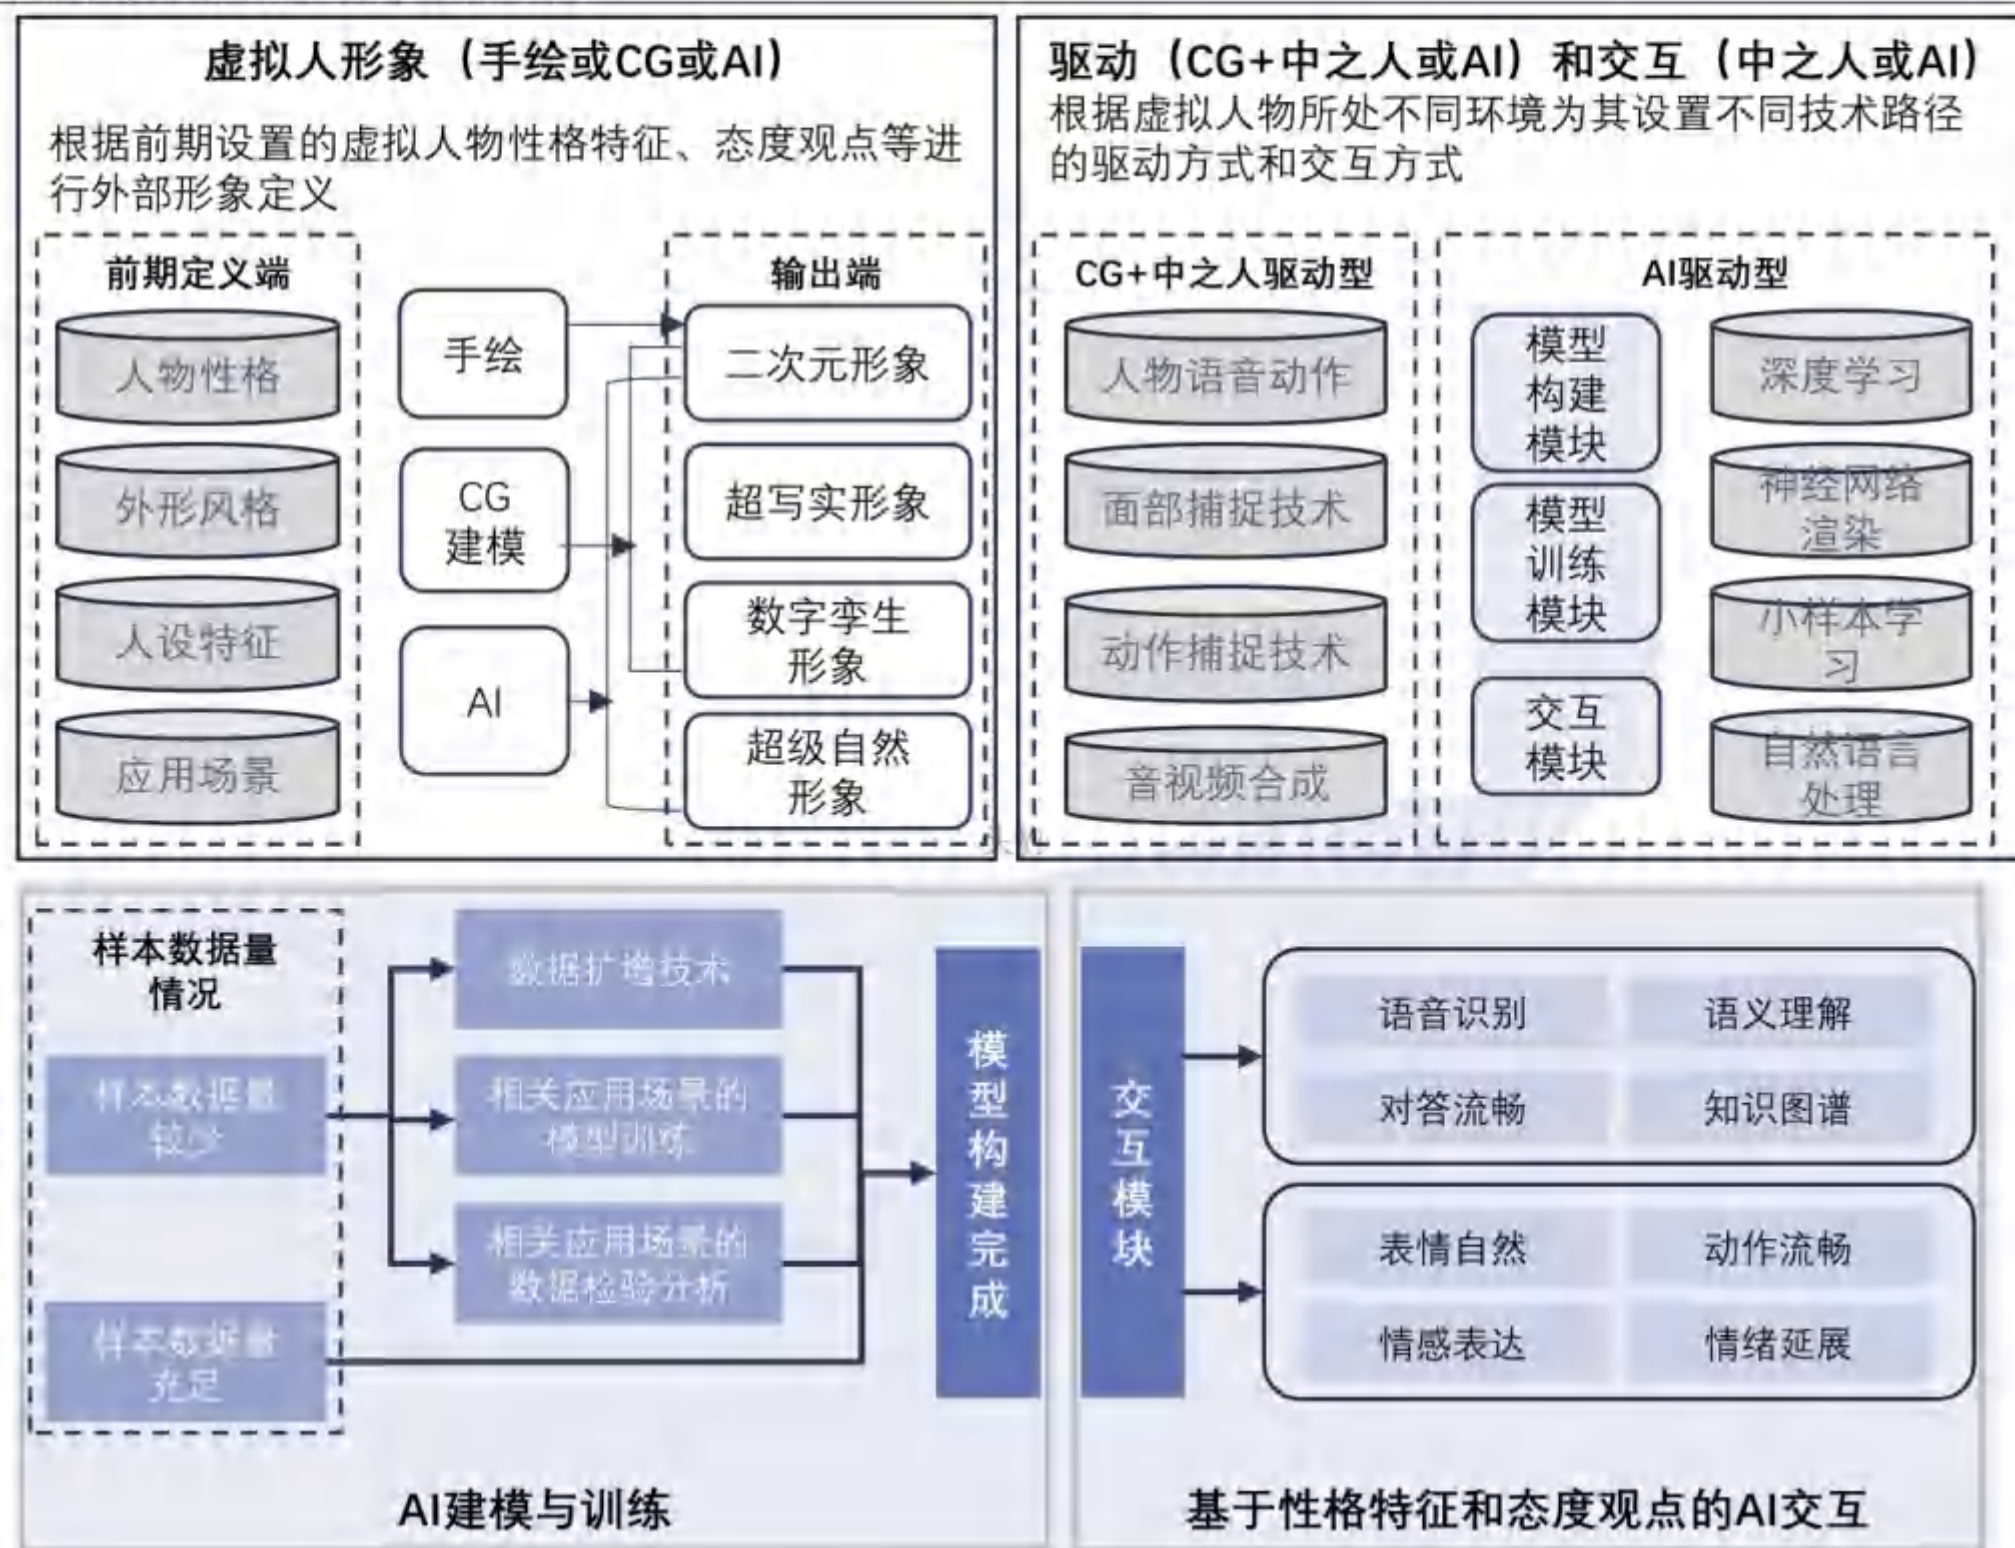 虚拟人形象（手绘或CG或AI）
根据前期设置的虚拟人物性格特征、态度观点等进
行外部形象定义
前期定义端
人物性格
外形风格
人设特征
应用场景
手绘
CG
建模
AI
输出端
二次元形象
超写实形象
数字孪生
形象
超级自然
形象
驱动（CG+中之人或AI）和交互（中之人或AI）
根据虚拟人物所处不同环境为其设置不同技术路径
的驱动方式和交互方式
CG+中之人驱动型
人物语音动作
面部捕捉技术
动作捕捉技术
音视频合成
AI驱动型
模型
构建
模块
模型
训练
模块
交互
模块
深度学习
神经网络
渲染
小样本学
习
自然语言
处理
样本数据量
情况
样本数据量
较少
样本数据量
充足
数据扩增技术
相关应用场景的
模型训练
相关应用场景的
数据检验分析
模型构建完成
AI建模与训练
交互模块
语音识别
语义理解
对答流畅
知识图谱
表情自然
动作流畅
情感表达
情绪延展
基于性格特征和态度观点的AI交互